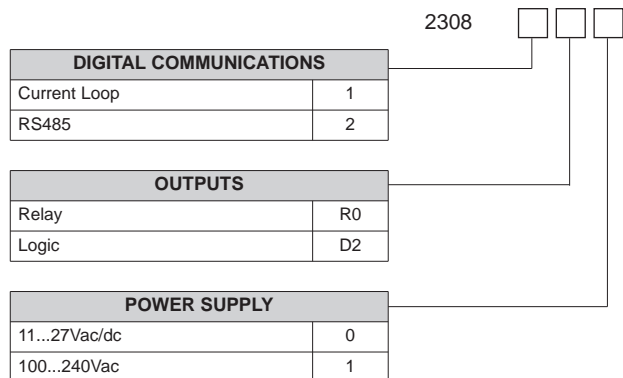 2308
DIGITAL COMMUNICATIONS
Current Loop 1
RS485 2
OUTPUTS
Relay R0
Logic D2
POWER SUPPLY
11...27Vac/dc 0
100...240Vac 1